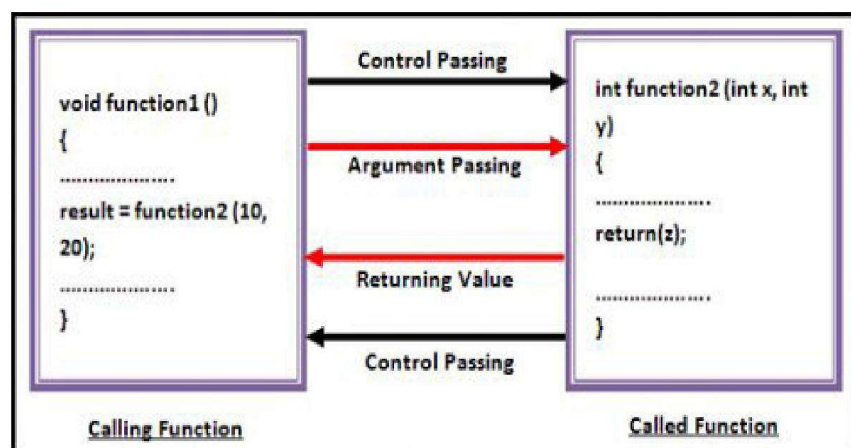 void function1 ()
{
....................
result = function2 (10,
20);
....................
}
Calling Function
Control Passing
Argument Passing
Returning Value
Control Passing
int function2 (int x, int
y)
{
....................
return(z);
....................
}
Called Function